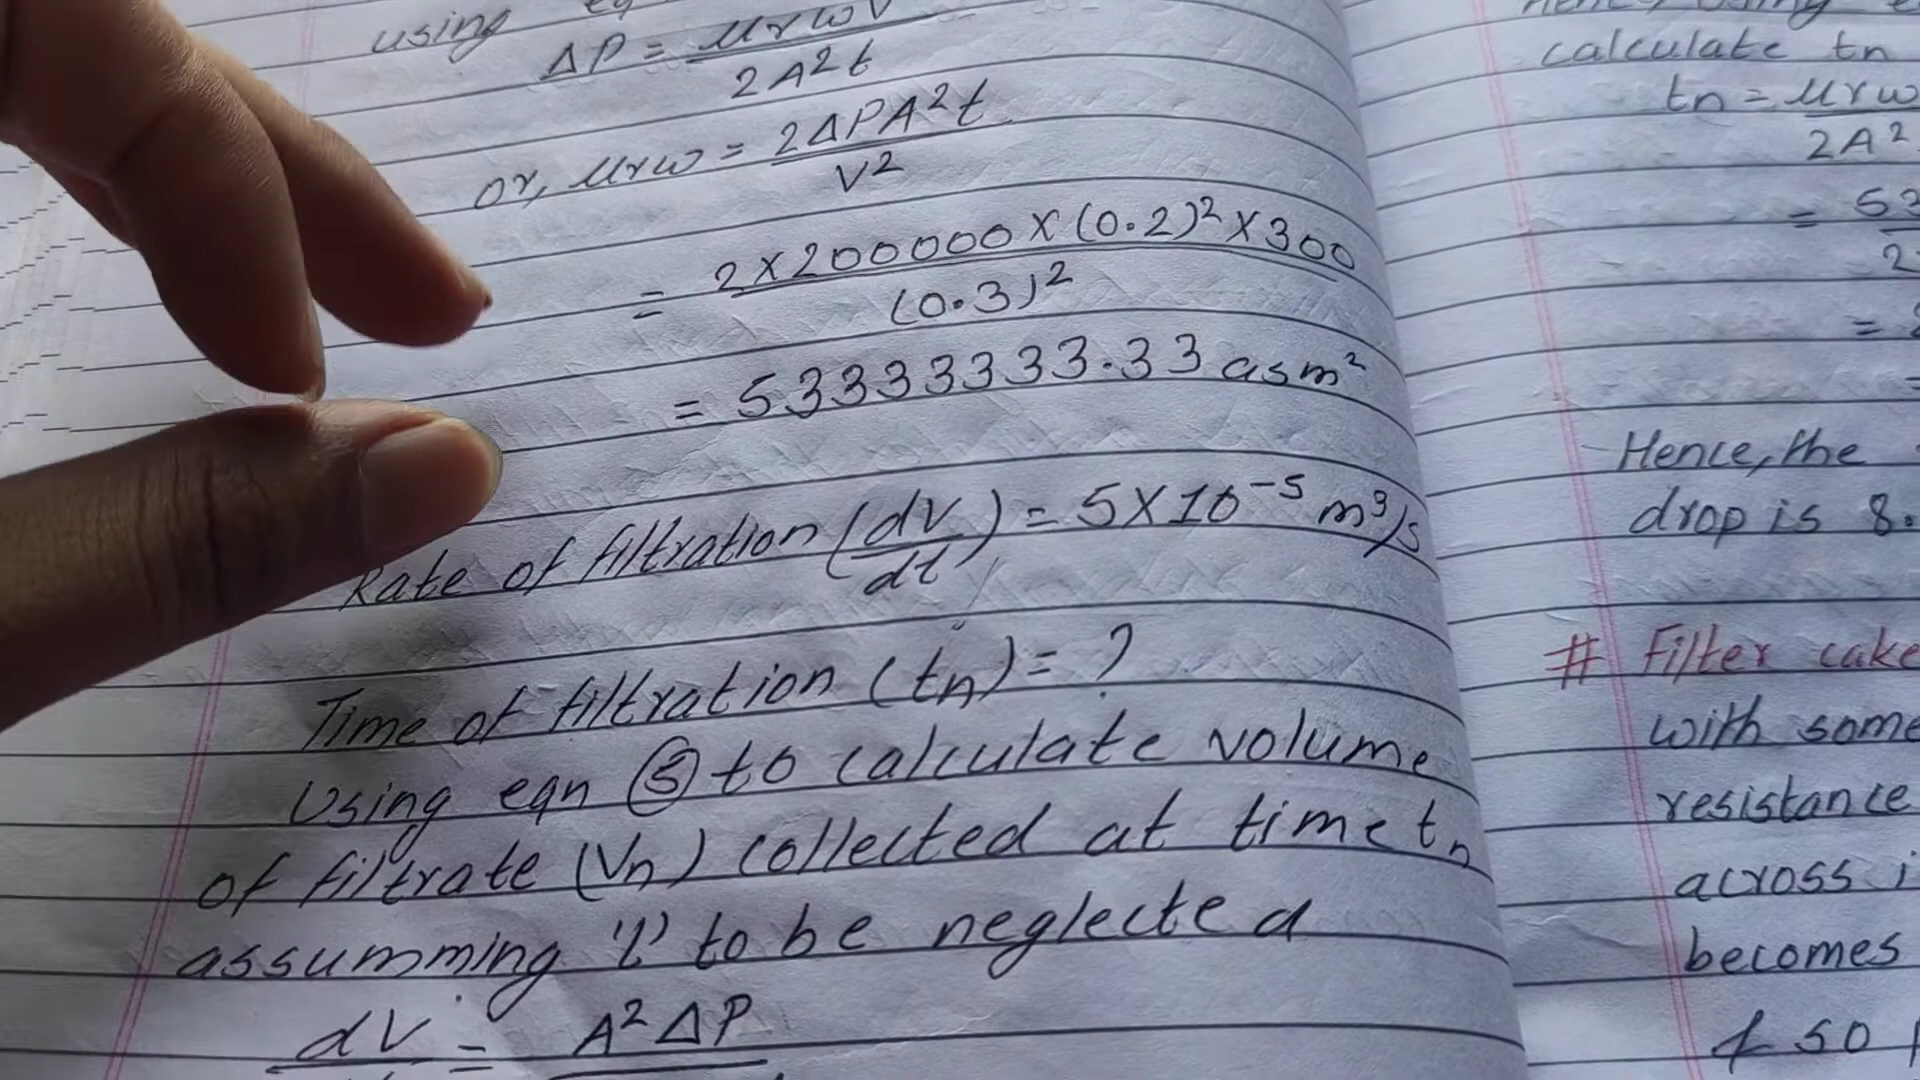 using
ΔP = μrwV
2A²t
or, μrw = 2ΔPA²t
V²
= 2×200000×(0.2)²×300
(0.3)²
= 53333333.33 asm²
Rate of filtration (dV/dt) = 5×10⁻⁵ m³/s
Time of filtration (tn) = ?
Using eqn ⑤ to calculate volume
of filtrate (Vn) collected at time tn
assumming 'l' to be neglected
dV = A²ΔP
calculate tn
tn = μrw
2A²
= 53
2
=
=
Hence, the
drop is 8.
# Filter cake
with some
resistance
across i
becomes
& so